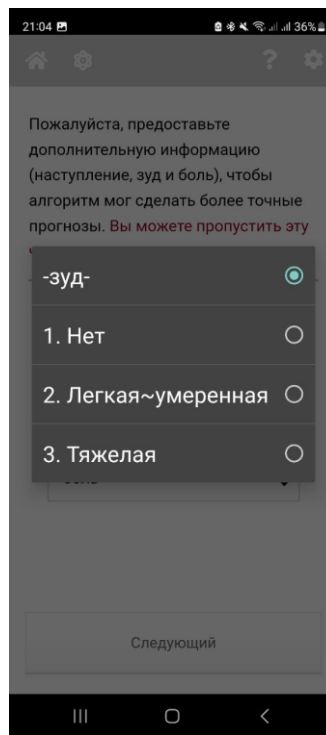 21:04
36%
?
Пожалуйста, предоставьте
дополнительную информацию
(наступление, зуд и боль), чтобы
алгоритм мог сделать более точные
прогнозы. Вы можете пропустить эту
-зуд-
1. Нет
2. Легкая~умеренная
3. Тяжелая
Следующий